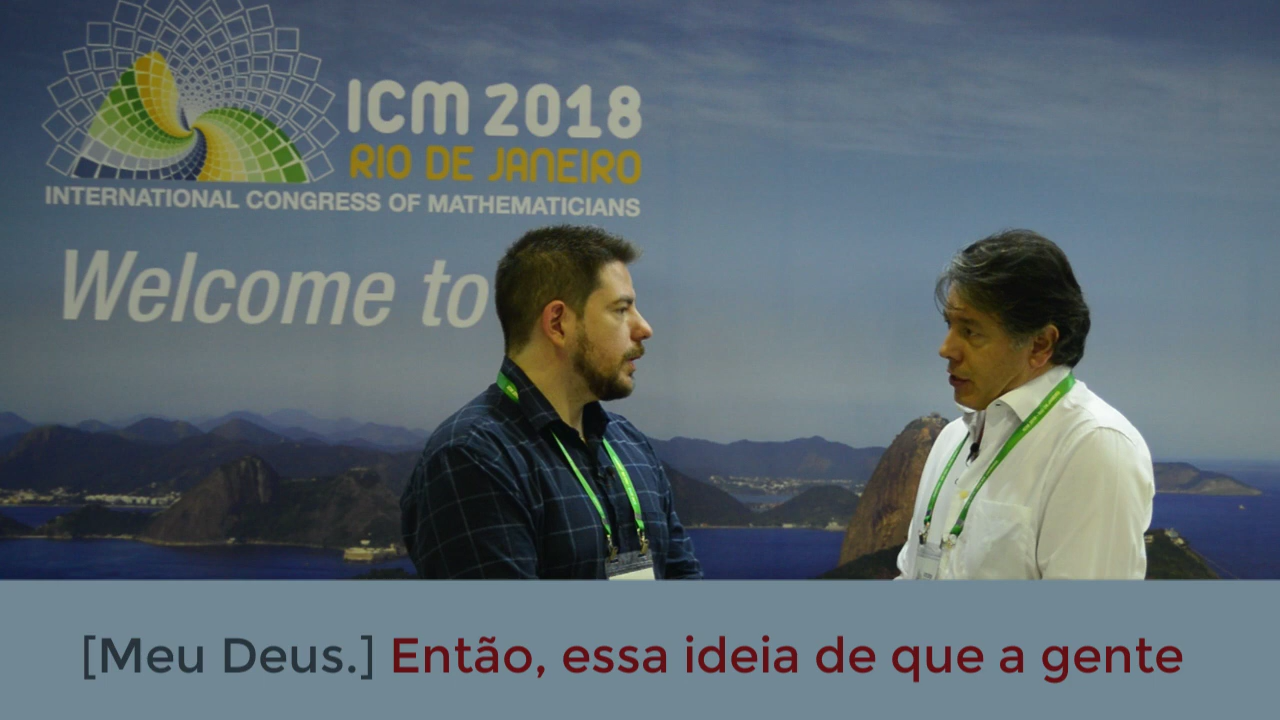 ICM 2018
RIO DE JANEIRO
INTERNATIONAL CONGRESS OF MATHEMATICIANS
Welcome to
[Meu Deus.] Então, essa ideia de que a gente